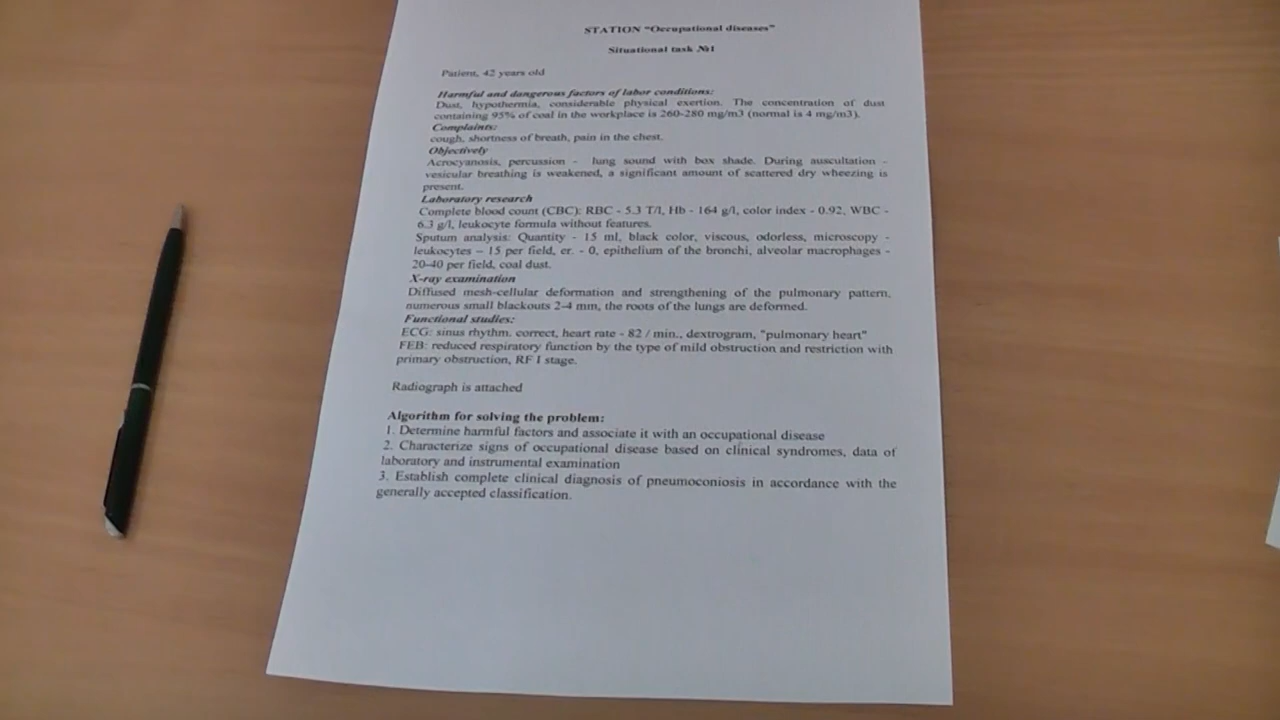 STATION "Occupational diseases"
Situational task №1
Patient, 42 years old
Harmful and dangerous factors of labor conditions:
Dust, hypothermia, considerable physical exertion. The concentration of dust
containing 95% of coal in the workplace is 260-280 mg/m3 (normal is 4 mg/m3).
Complaints:
cough, shortness of breath, pain in the chest.
Objectively
Acrocyanosis, percussion - lung sound with box shade. During auscultation -
vesicular breathing is weakened, a significant amount of scattered dry wheezing is
present.
Laboratory research
Complete blood count (CBC): RBC - 5.3 T/l, Hb - 164 g/l, color index - 0.92, WBC -
6.3 g/l, leukocyte formula without features.
Sputum analysis: Quantity - 15 ml, black color, viscous, odorless, microscopy -
leukocytes – 15 per field, er. - 0, epithelium of the bronchi, alveolar macrophages -
20-40 per field, coal dust.
X-ray examination
Diffused mesh-cellular deformation and strengthening of the pulmonary pattern,
numerous small blackouts 2-4 mm, the roots of the lungs are deformed.
Functional studies:
ECG: sinus rhythm, correct, heart rate - 82 / min., dextrogram, "pulmonary heart"
FEB: reduced respiratory function by the type of mild obstruction and restriction with
primary obstruction, RF I stage.
Radiograph is attached
Algorithm for solving the problem:
1. Determine harmful factors and associate it with an occupational disease
2. Characterize signs of occupational disease based on clinical syndromes, data of
laboratory and instrumental examination
3. Establish complete clinical diagnosis of pneumoconiosis in accordance with the
generally accepted classification.